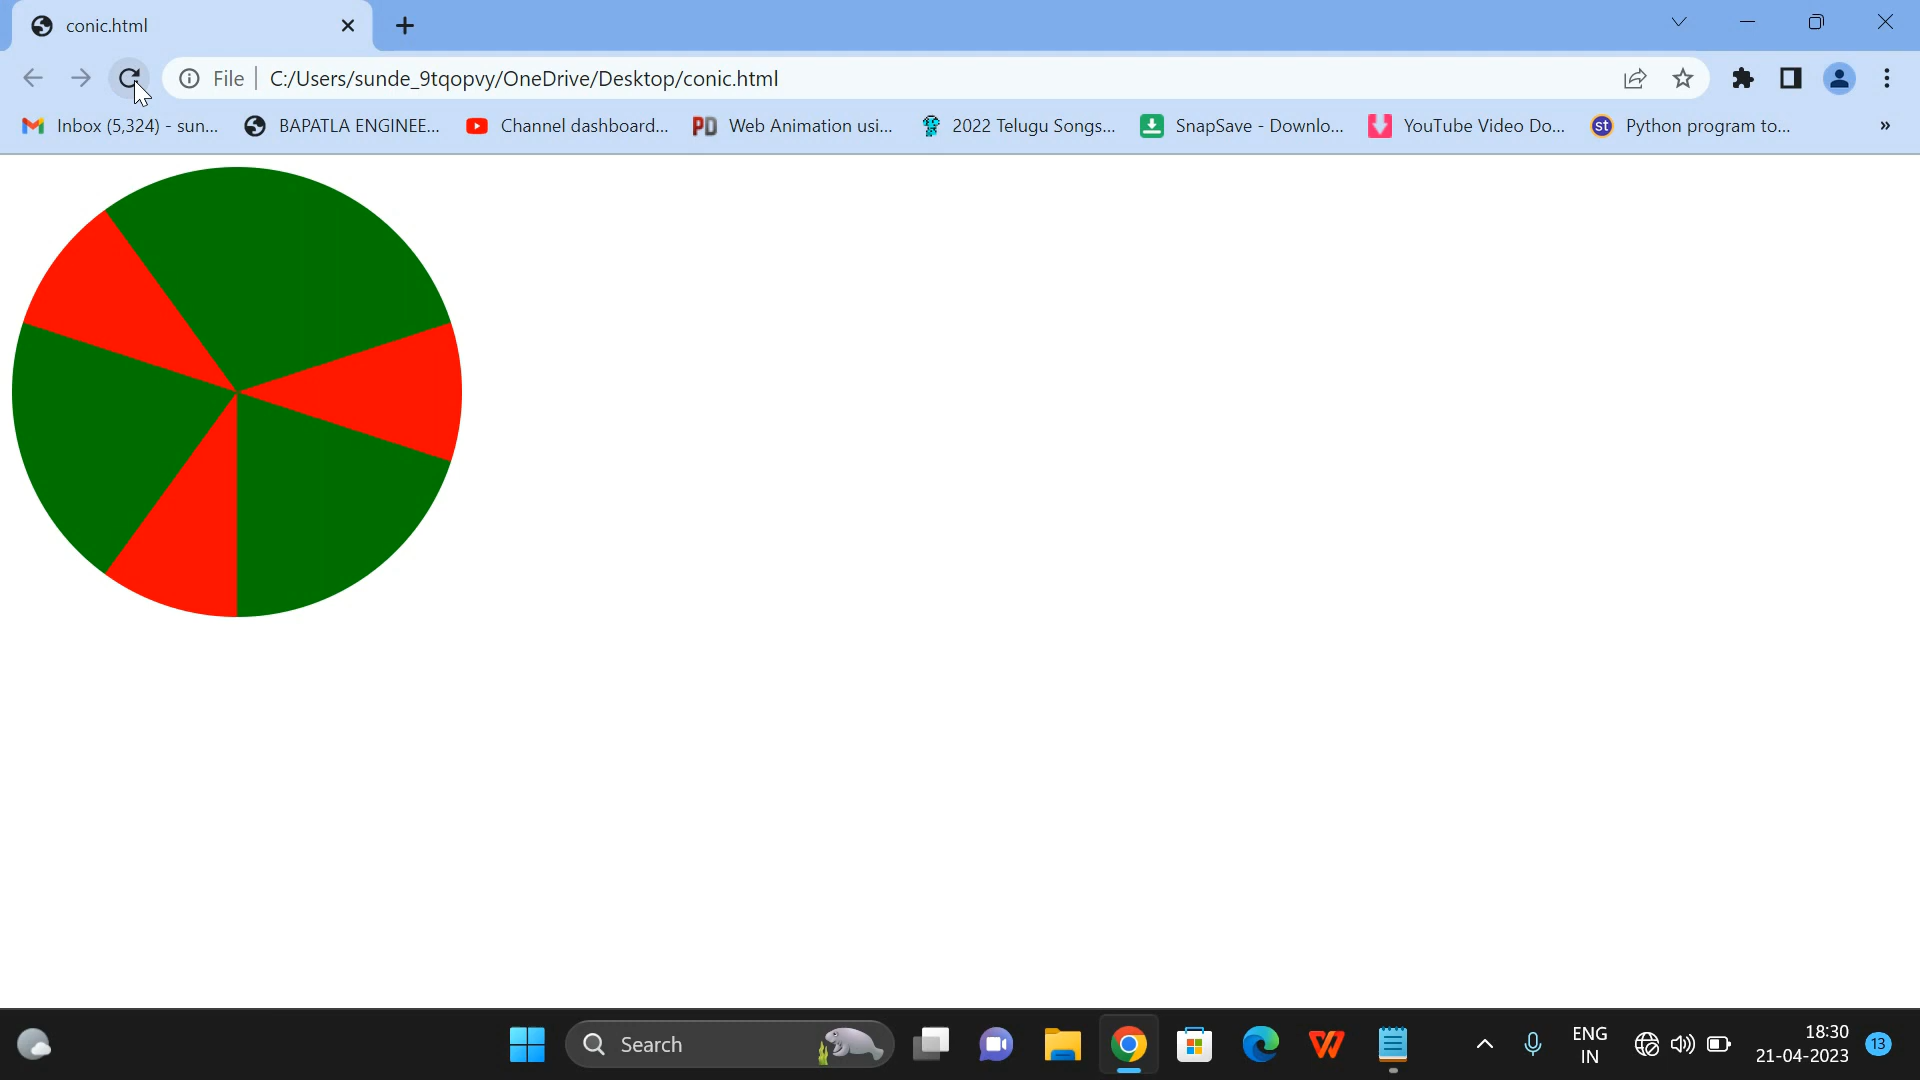 conic.html
File
C:/Users/sunde_9tqopvy/OneDrive/Desktop/conic.html
Inbox (5,324) - sun...
BAPATLA ENGINEE...
Channel dashboard...
PD Web Animation usi...
2022 Telugu Songs...
SnapSave - Downlo...
YouTube Video Do...
st Python program to...
»
Search
ENG
IN
18:30
21-04-2023
13